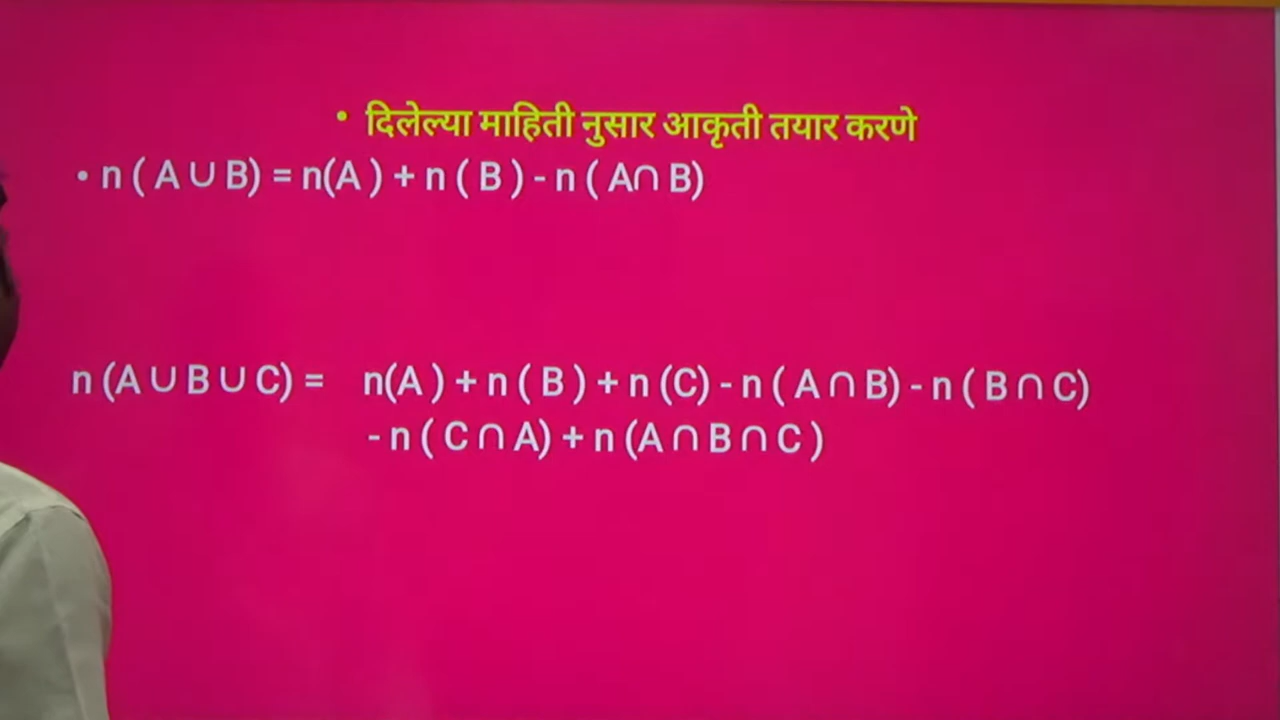 • दिलेल्या माहिती नुसार आकृती तयार करणे
• n ( A ∪ B) = n(A ) + n ( B ) - n ( A∩ B)
n (A ∪ B ∪ C) = n(A ) + n ( B ) + n (C) - n ( A ∩ B) - n ( B ∩ C)
- n ( C ∩ A) + n (A ∩ B ∩ C )